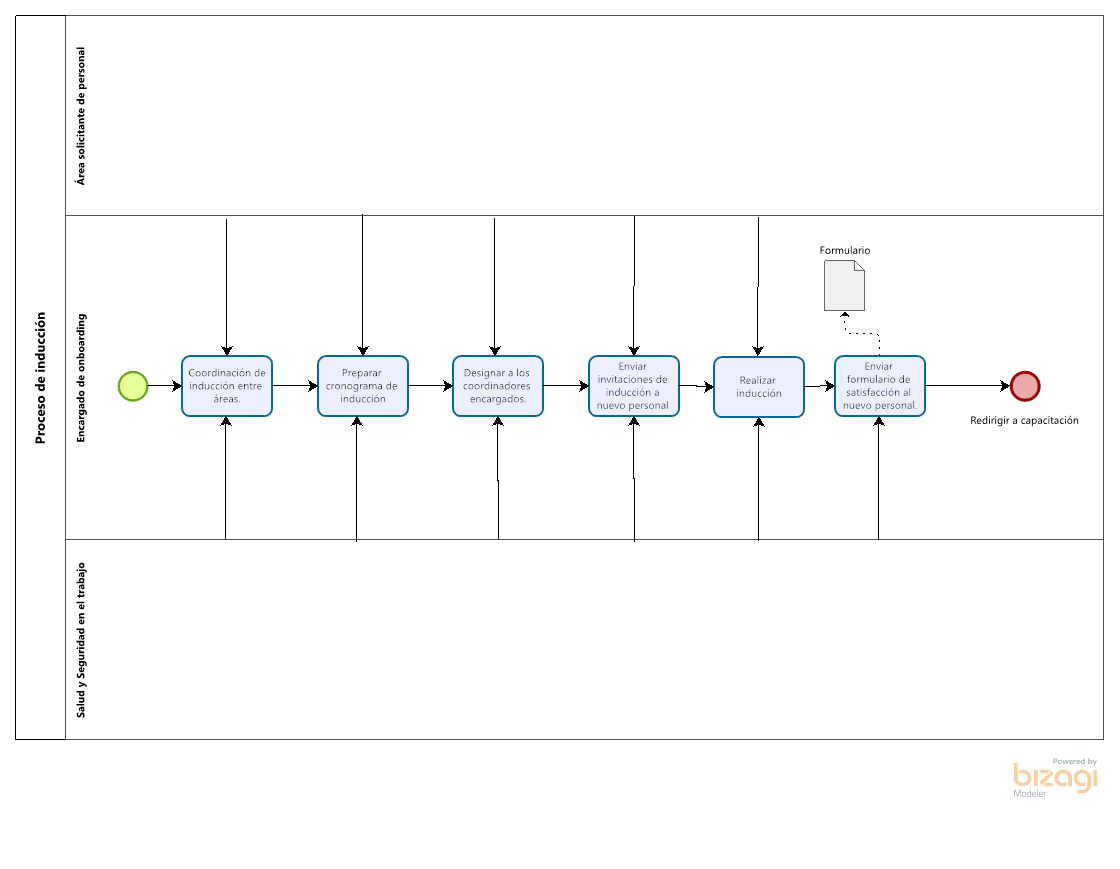 Proceso de inducción
Área solicitante de personal
Encargado de onboarding
Formulario
Coordinación de
inducción entre
áreas.
Preparar
cronograma de
inducción
Designar a los
coordinadores
encargados.
Enviar
invitaciones de
inducción a
nuevo personal
Realizar
inducción
Enviar
formulario de
satisfacción al
nuevo personal.
Redirigir a capacitación
Salud y Seguridad en el trabajo
Powered by
bizagi
Modeler